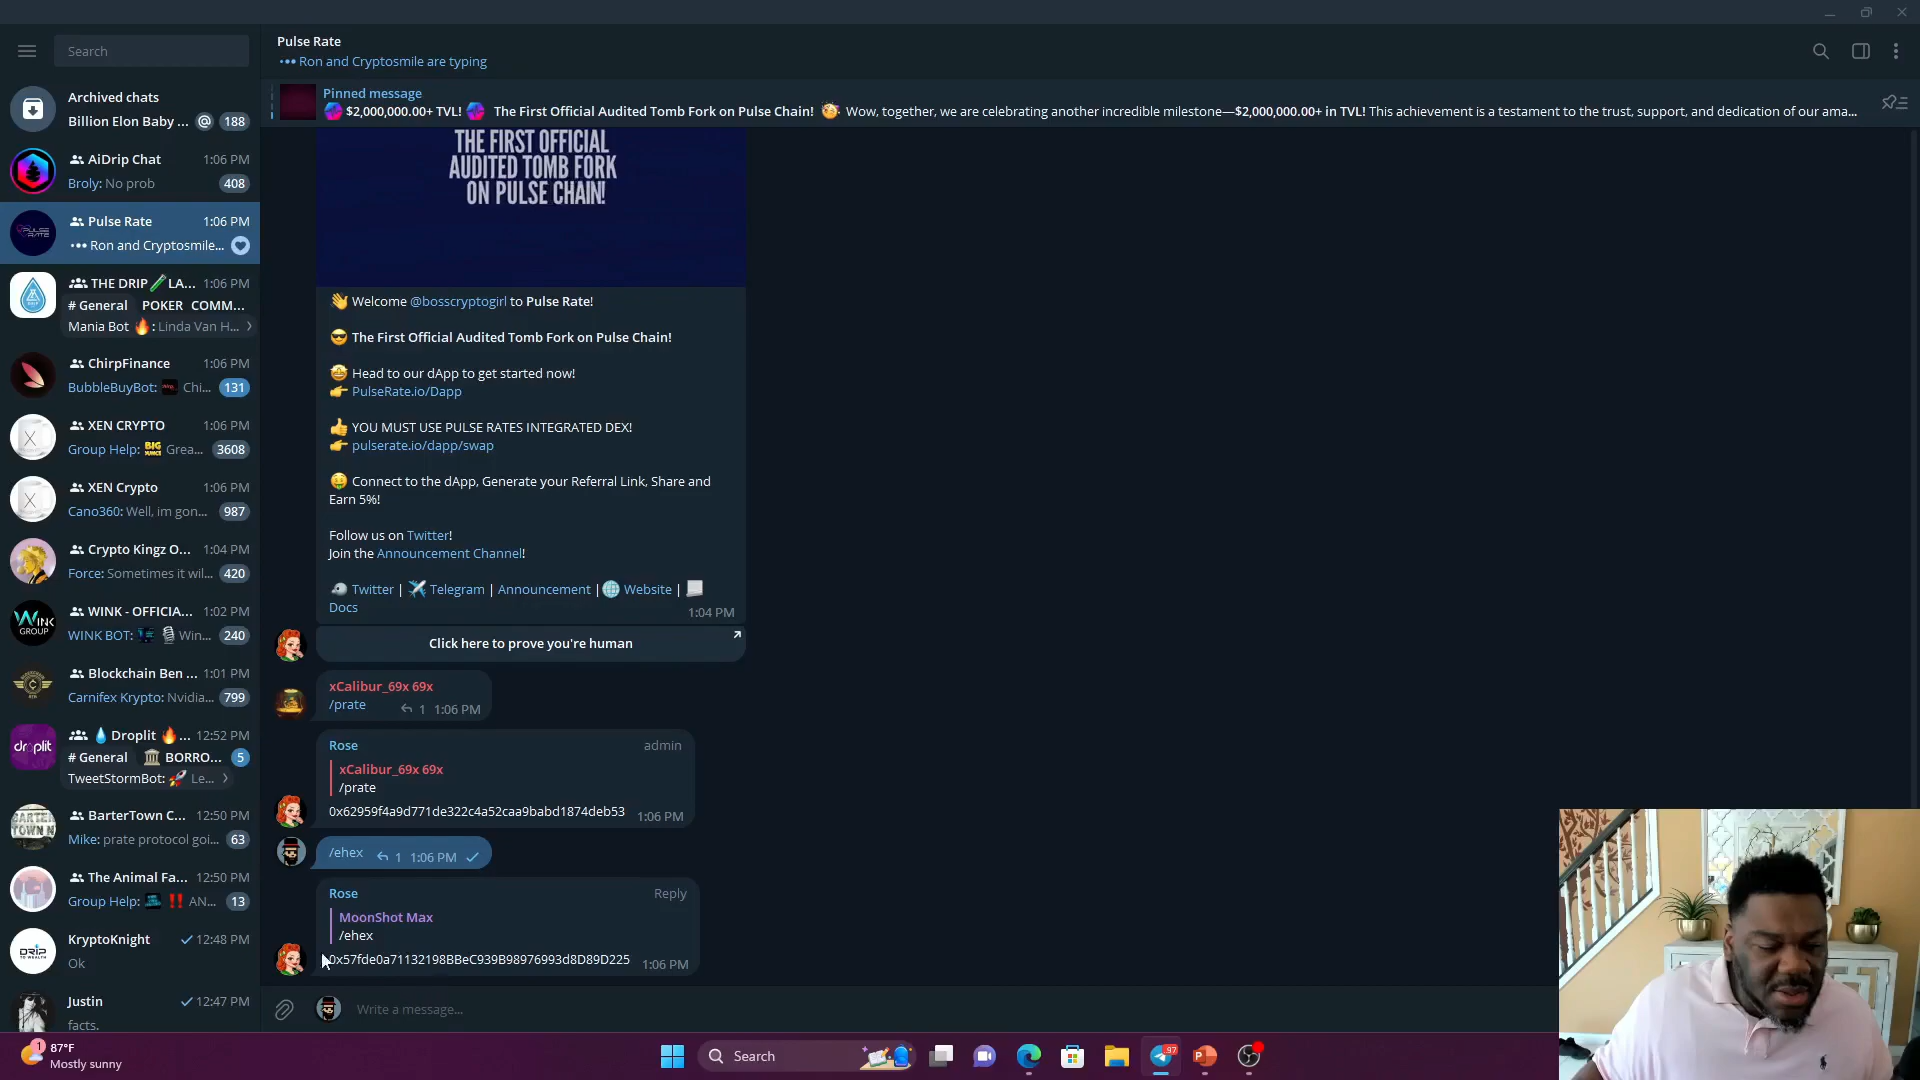 Search
Pulse Rate
Ron and Cryptosmile are typing
Pinned message
$2,000,000.00+ TVL! The First Official Audited Tomb Fork on Pulse Chain! Wow, together, we are celebrating another incredible milestone—$2,000,000.00+ in TVL! This achievement is a testament to the trust, support, and dedication of our ama...
Archived chats
Billion Elon Baby ... @ 188
AiDrip Chat 1:06 PM
Broly: No prob 408
Pulse Rate 1:06 PM
Ron and Cryptosmile...
THE DRIP LA... 1:06 PM
# General POKER COMM...
Mania Bot : Linda Van H... >
ChirpFinance 1:06 PM
BubbleBuyBot: Chi... 131
XEN CRYPTO 1:06 PM
Group Help: Grea... 3608
XEN Crypto 1:06 PM
Cano360: Well, im gon... 987
Crypto Kingz O... 1:04 PM
Force: Sometimes it wil... 420
WINK - OFFICIA... 1:02 PM
WINK BOT: Win... 240
Blockchain Ben ... 1:01 PM
Carnifex Krypto: Nvidia... 799
Droplit ... 12:52 PM
# General BORRO... 5
TweetStormBot: Le... >
BarterTown C... 12:50 PM
Mike: prate protocol goi... 63
The Animal Fa... 12:50 PM
Group Help: AN... 13
KryptoKnight 12:48 PM
Ok
Justin 12:47 PM
facts.
THE FIRST OFFICIAL
AUDITED TOMB FORK
ON PULSE CHAIN!
Welcome @bosscryptogirl to Pulse Rate!
The First Official Audited Tomb Fork on Pulse Chain!
Head to our dApp to get started now!
PulseRate.io/Dapp
YOU MUST USE PULSE RATES INTEGRATED DEX!
pulserate.io/dapp/swap
Connect to the dApp, Generate your Referral Link, Share and
Earn 5%!
Follow us on Twitter!
Join the Announcement Channel!
Twitter | Telegram | Announcement | Website |
Docs 1:04 PM
Click here to prove you're human
xCalibur_69x 69x
/prate 1 1:06 PM
Rose admin
xCalibur_69x 69x
/prate
0x62959f4a9d771de322c4a52caa9babd1874deb53 1:06 PM
/ehex 1 1:06 PM
Rose Reply
MoonShot Max
/ehex
0x57fde0a71132198BBeC939B98976993d8D89D225 1:06 PM
Write a message...
1
87°F
Mostly sunny
Search
97